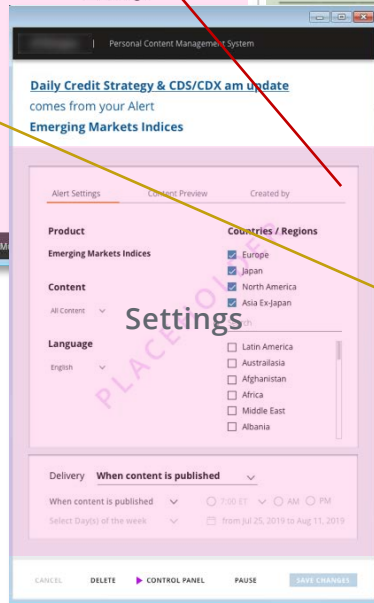 Personal Content Management System
Daily Credit Strategy & CDS/CDX am update
comes from your Alert
Emerging Markets Indices
Alert Settings Content Preview Created by
Product
Emerging Markets Indices
Content
All Content
Language
English
Countries / Regions
Europe
Japan
North America
Asia Ex-Japan
Latin America
Austrailasia
Afghanistan
Africa
Middle East
Albania
Settings
PLACEHOLDER
Delivery When content is published
When content is published 7:00 ET AM PM
Select Day(s) of the week from Jul 25, 2019 to Aug 11, 2019
CANCEL DELETE CONTROL PANEL PAUSE SAVE CHANGES